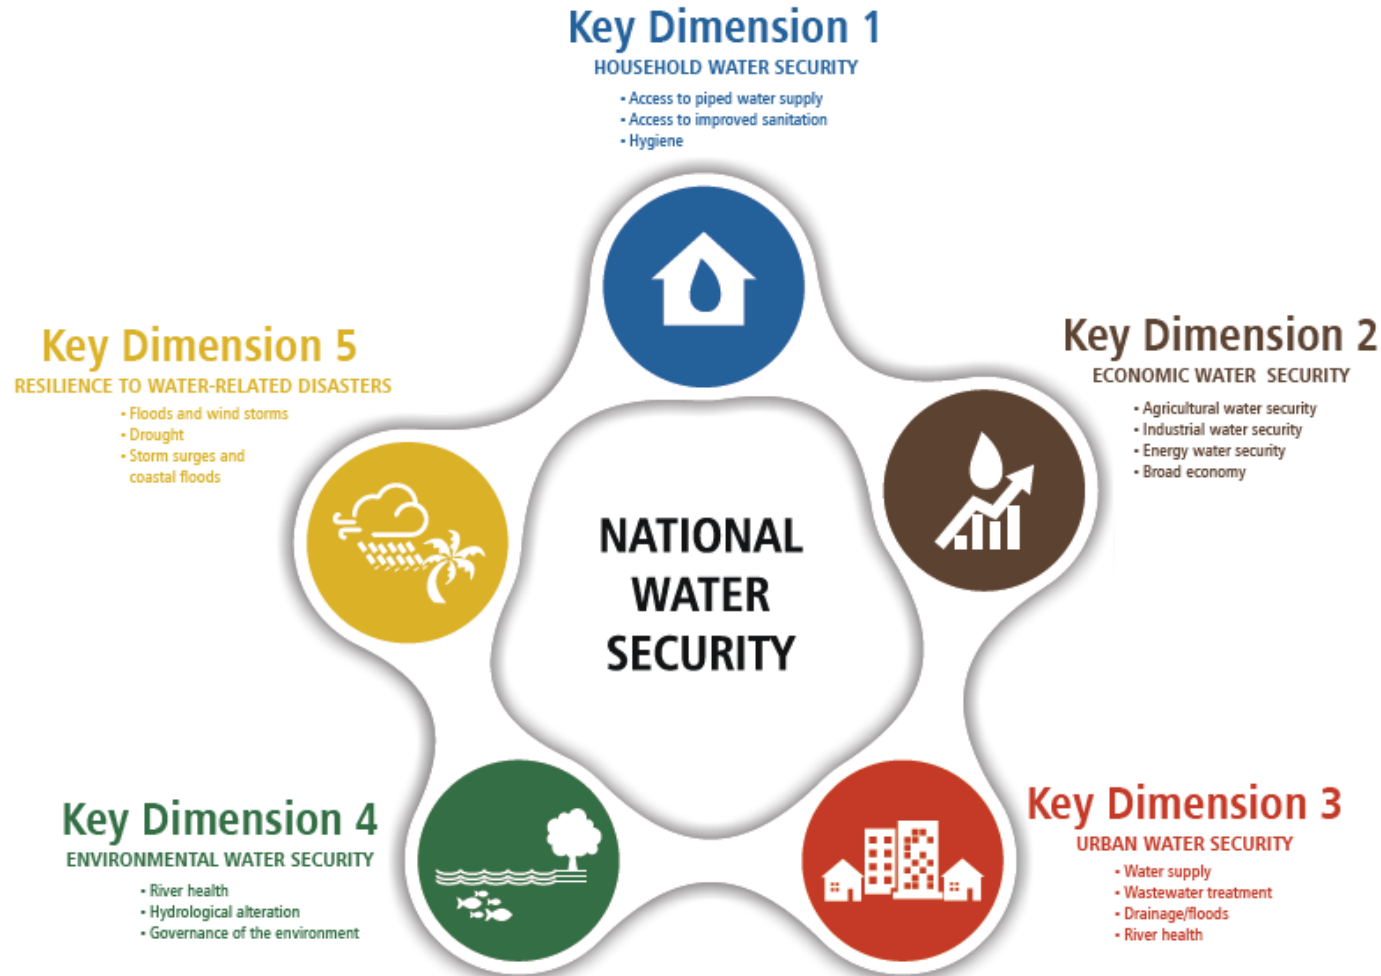 Key Dimension 1
HOUSEHOLD WATER SECURITY
▪ Access to piped water supply
▪ Access to improved sanitation
▪ Hygiene
Key Dimension 2
ECONOMIC WATER SECURITY
▪ Agricultural water security
▪ Industrial water security
▪ Energy water security
▪ Broad economy
Key Dimension 5
RESILIENCE TO WATER-RELATED DISASTERS
▪ Floods and wind storms
▪ Drought
▪ Storm surges and
coastal floods
NATIONAL
WATER
SECURITY
Key Dimension 3
URBAN WATER SECURITY
▪ Water supply
▪ Wastewater treatment
▪ Drainage/floods
▪ River health
Key Dimension 4
ENVIRONMENTAL WATER SECURITY
▪ River health
▪ Hydrological alteration
▪ Governance of the environment